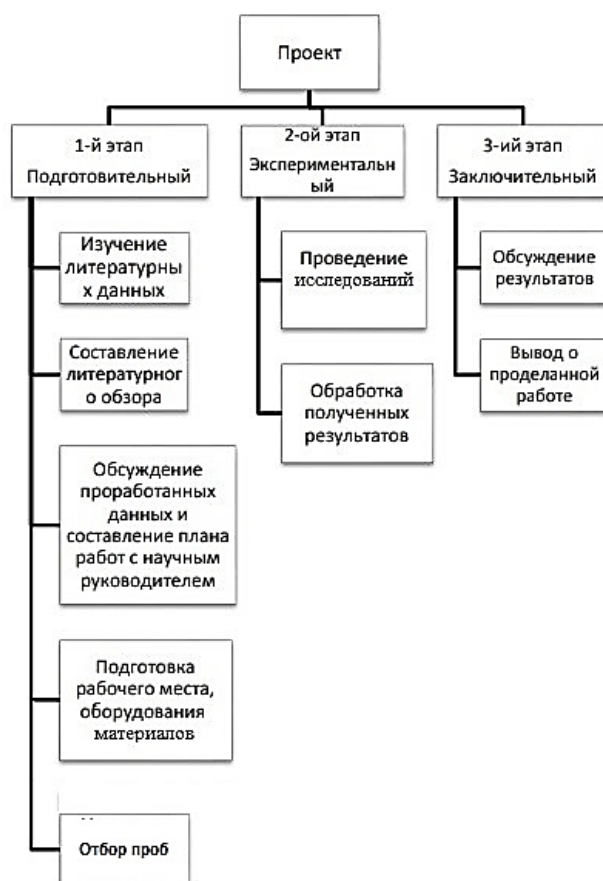 Проект
1-й этап
Подготовительный
2-ой этап
Экспериментальн
ый
3-ий этап
Заключительный
Изучение
литературны
х данных
Составление
литературног
о обзора
Обсуждение
проработанных
данных и
составление плана
работ с научным
руководителем
Подготовка
рабочего места,
оборудования
материалов
Отбор проб
Проведение
исследований
Обработка
полученных
результатов
Обсуждение
результатов
Вывод о
проделанной
работе